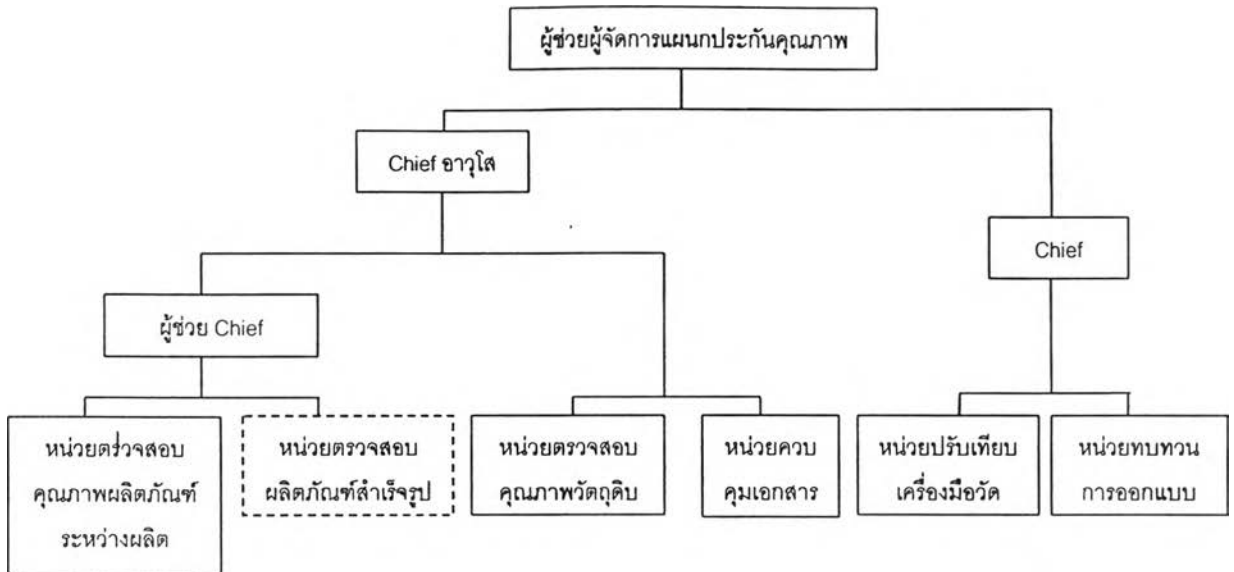 ผู้ช่วยผู้จัดการแผนกประกันคุณภาพ
Chief อาวุโส
Chief
ผู้ช่วย Chief
หน่วยตรวจสอบ
คุณภาพผลิตภัณฑ์
ระหว่างผลิต
หน่วยตรวจสอบ
ผลิตภัณฑ์สำเร็จรูป
หน่วยตรวจสอบ
คุณภาพวัตถุดิบ
หน่วยควบ
คุมเอกสาร
หน่วยปรับเทียบ
เครื่องมือวัด
หน่วยทบทวน
การออกแบบ